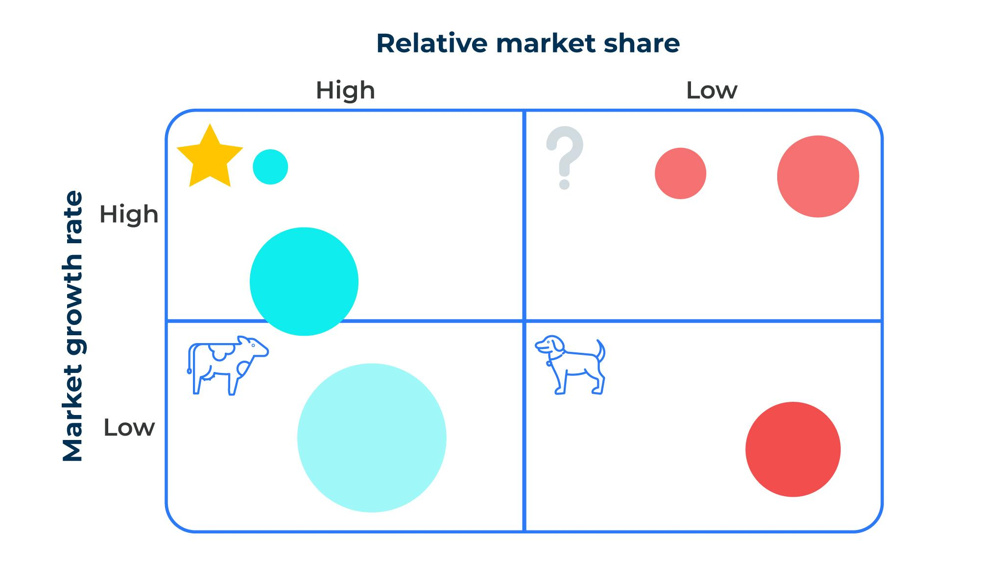 Relative market share
High
Low
Market growth rate
High
Low
?